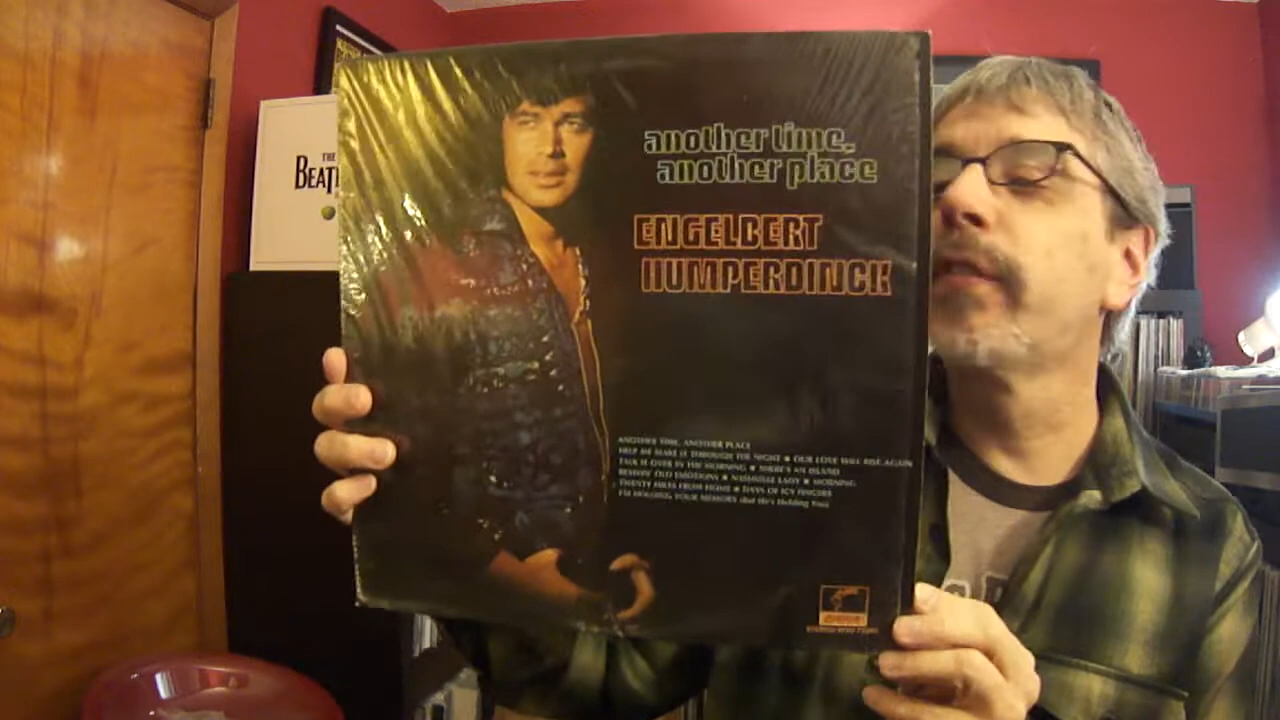 THE
BEAT
another time,
another place
ENGELBERT
HUMPERDINCK
ANOTHER TIME, ANOTHER PLACE
HELP ME MAKE IT THROUGH THE NIGHT ■ OUR LOVE WILL RISE AGAIN
TALK IT OVER IN THE MORNING ■ THERE'S AN ISLAND
OLD EMOTIONS ■ NASHVILLE LADY ■ MORNING
TWENTY MILES FROM HOME ■ DAYS OF ICY FINGERS
I'M HOLDING YOUR MEMORY (But He's Holding You)